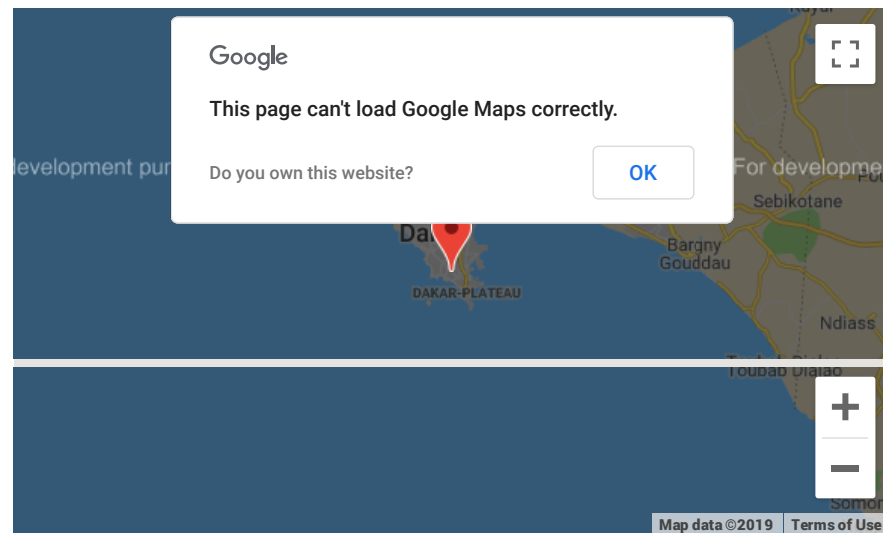 Google
This page can't load Google Maps correctly.
Do you own this website?
OK
development pur
For developme
Sebikotane
Bargny
Gouddau
DAKAR-PLATEAU
Ndiass
Toubab Dialao
Map data ©2019
Terms of Use